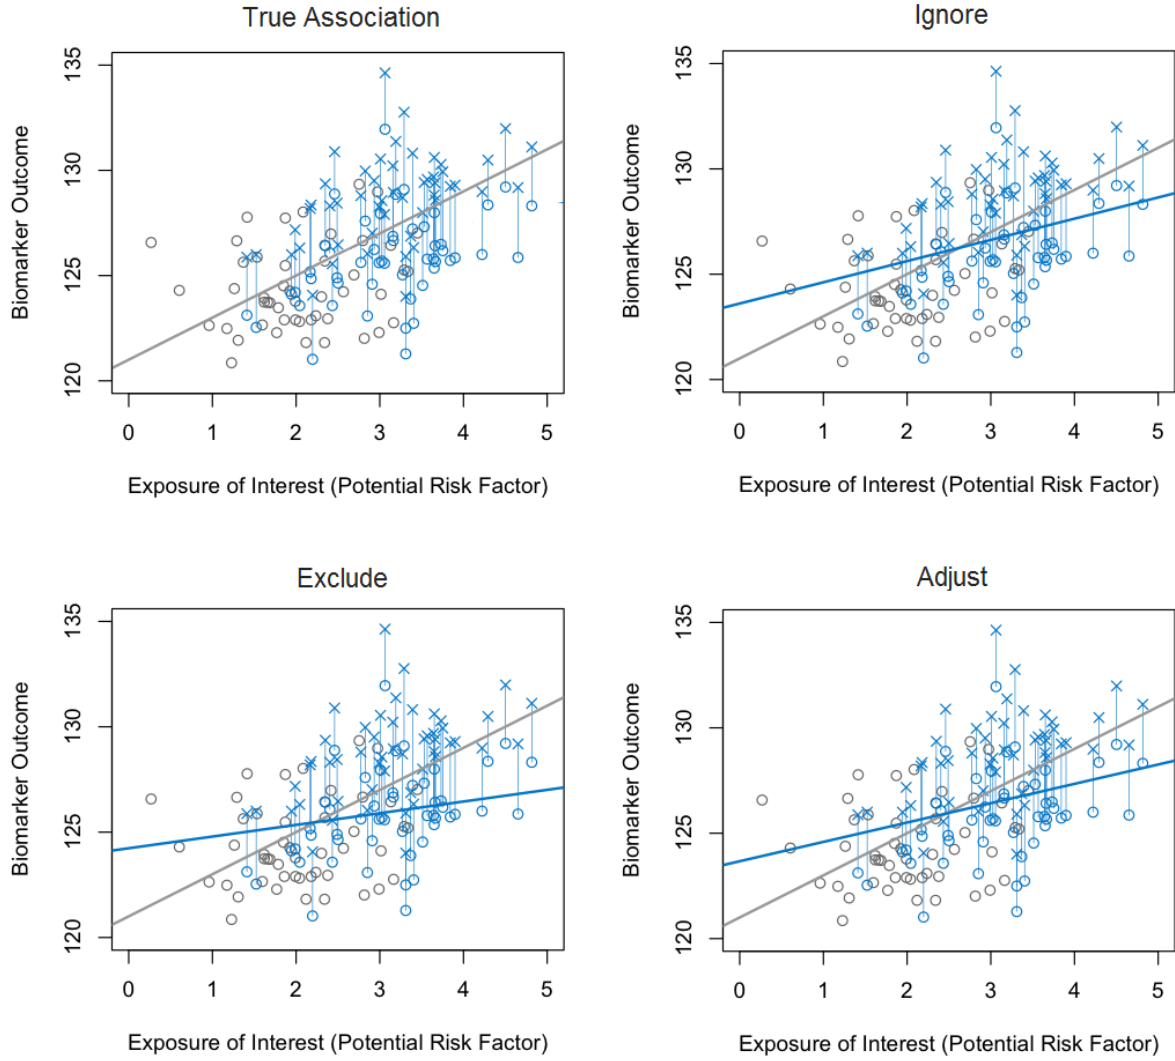 True Association
Biomarker Outcome
135
130
125
120
0 1 2 3 4 5
Exposure of Interest (Potential Risk Factor)
Ignore
Biomarker Outcome
135
130
125
120
0 1 2 3 4 5
Exposure of Interest (Potential Risk Factor)
Exclude
Biomarker Outcome
135
130
125
120
0 1 2 3 4 5
Exposure of Interest (Potential Risk Factor)
Adjust
Biomarker Outcome
135
130
125
120
0 1 2 3 4 5
Exposure of Interest (Potential Risk Factor)